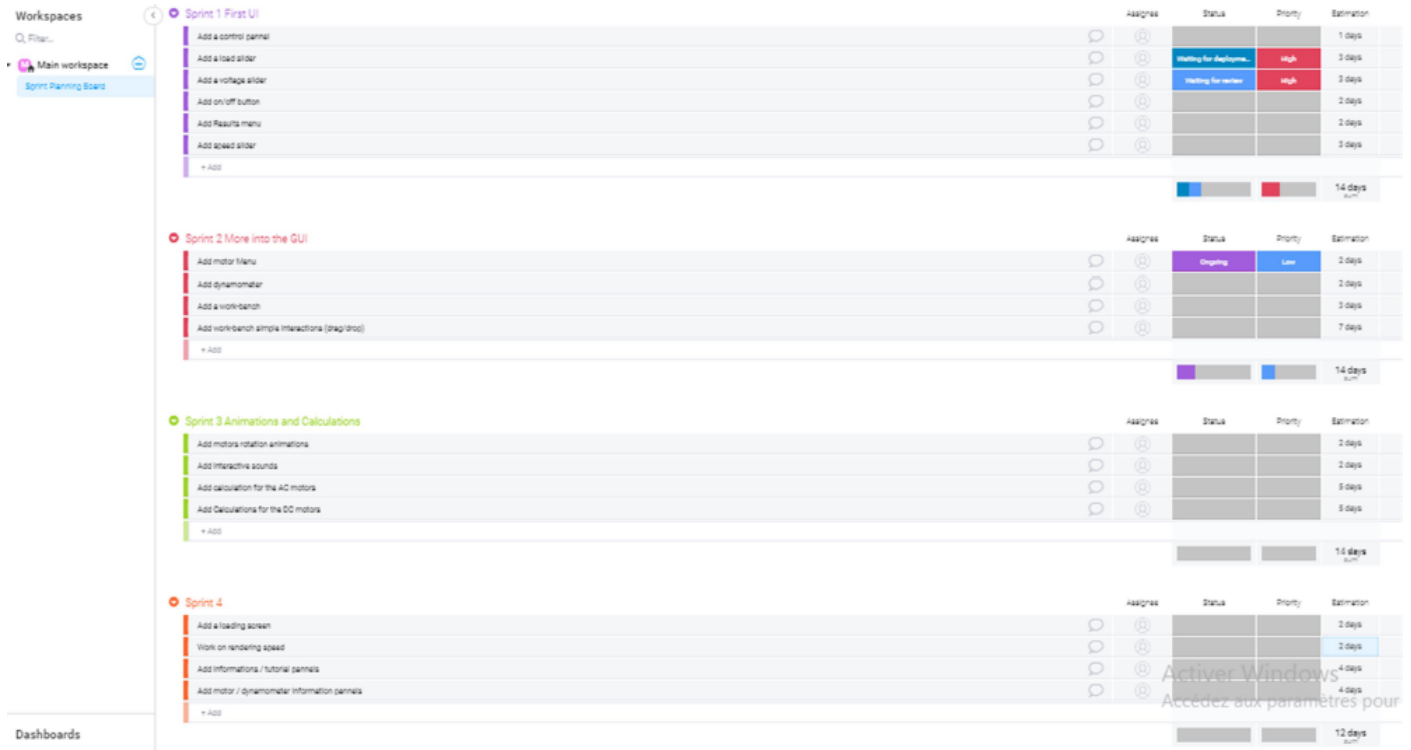 Workspaces
Filter...
Main workspace
Sprint Planning Board
Dashboards
Sprint 1 First UI Assignee Status Priority Estimation
Add a control pannel 1 days
Add a load slider Waiting for deployme... High 3 days
Add a voltage slider Waiting for review High 3 days
Add on/off button 2 days
Add Results menu 2 days
Add speed slider 3 days
+ Add
14 days
sum
Sprint 2 More into the GUI Assignee Status Priority Estimation
Add motor Menu Ongoing Low 2 days
Add dynamometer 2 days
Add a work-bench 3 days
Add work-bench simple interactions (drag/drop) 7 days
+ Add
14 days
sum
Sprint 3 Animations and Calculations Assignee Status Priority Estimation
Add motors rotation animations 2 days
Add Interactive sounds 2 days
Add calculation for the AC motors 5 days
Add Calculations for the DC motors 5 days
+ Add
14 days
sum
Sprint 4 Assignee Status Priority Estimation
Add a loading screen 2 days
Work on rendering speed 2 days
Add Informations / tutorial pannels 4 days
Add motor / dynamometer information pannels 4 days
+ Add
12 days
sum
Activer Windows
Accédez aux paramètres pour